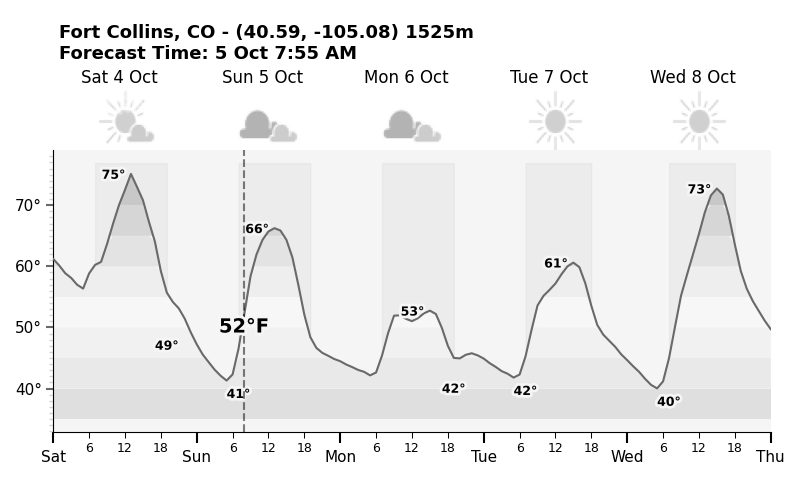 Fort Collins, CO - (40.59, -105.08) 1525m
Forecast Time: 5 Oct 7:55 AM
Sat 4 Oct Sun 5 Oct Mon 6 Oct Tue 7 Oct Wed 8 Oct
75° 73°
70°
66°
60° 61°
53°
50° 52°F
49°
40° 41° 42° 42° 40°
6 12 18 6 12 18 6 12 18 6 12 18 6 12 18
Sat Sun Mon Tue Wed Thu